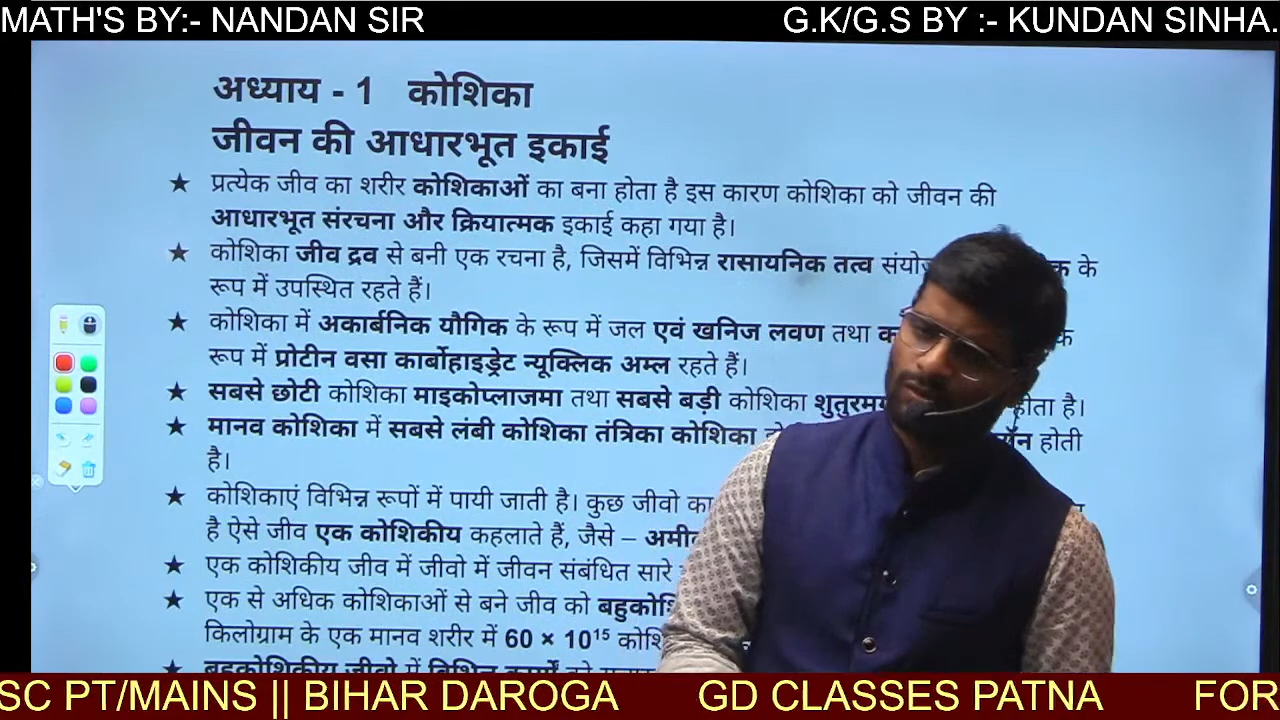 MATH'S BY:- NANDAN SIR G.K/G.S BY :- KUNDAN SINHA.
अध्याय - 1 कोशिका
जीवन की आधारभूत इकाई
★ प्रत्येक जीव का शरीर कोशिकाओं का बना होता है इस कारण कोशिका को जीवन की
आधारभूत संरचना और क्रियात्मक इकाई कहा गया है।
★ कोशिका जीव द्रव से बनी एक रचना है, जिसमें विभिन्न रासायनिक तत्व के
रूप में उपस्थित रहते हैं।
★ कोशिका में अकार्बनिक यौगिक के रूप में जल एवं खनिज लवण तथा
रूप में प्रोटीन वसा कार्बोहाइड्रेट न्यूक्लिक अम्ल रहते हैं।
★ सबसे छोटी कोशिका माइकोप्लाजमा तथा सबसे बड़ी कोशिका होता है।
★ मानव कोशिका में सबसे लंबी कोशिका तंत्रिका कोशिका होती
है।
★ कोशिकाएं विभिन्न रूपों में पायी जाती है। कुछ जीवो का
है ऐसे जीव एक कोशिकीय कहलाते हैं, जैसे –
★ एक कोशिकीय जीव में जीवो में जीवन संबंधित सारे
★ एक से अधिक कोशिकाओं से बने जीव को
किलोग्राम के एक मानव शरीर में 60 × 10¹⁵
★ बहुकोशिकीय जीवो में विभिन्न कार्यों को
SC PT/MAINS || BIHAR DAROGA GD CLASSES PATNA FOR